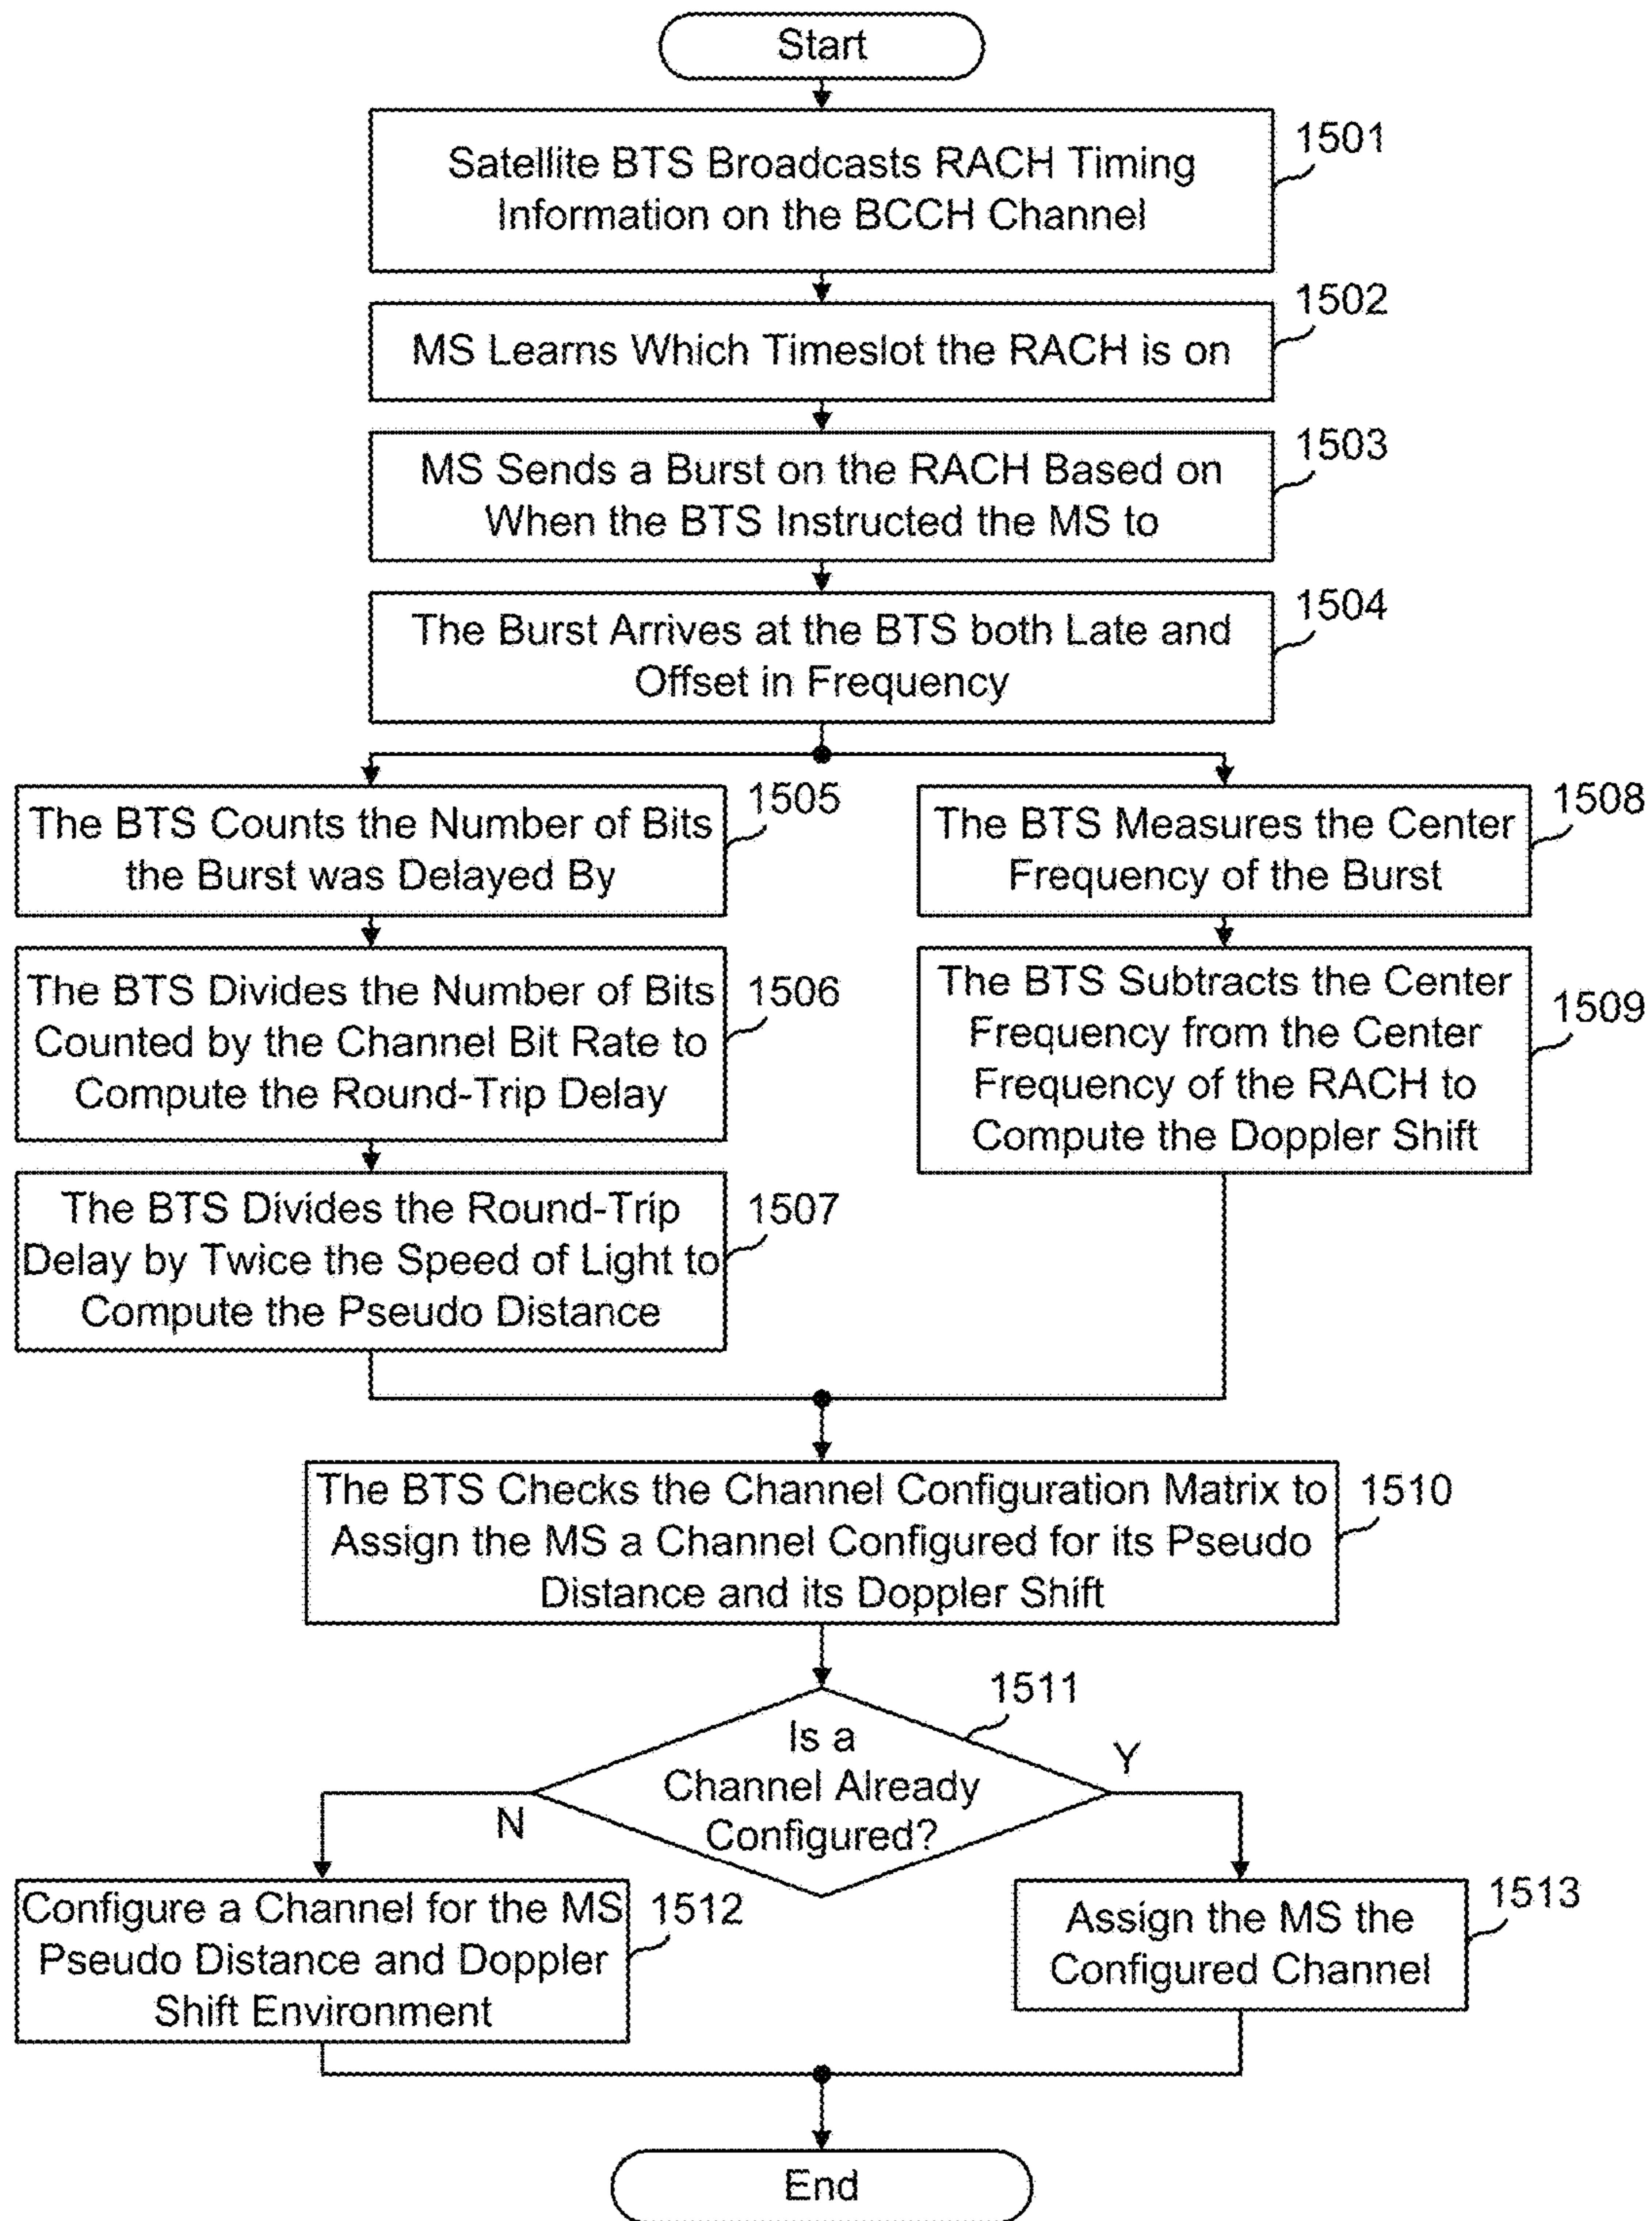 Start
Satellite BTS Broadcasts RACH Timing
Information on the BCCH Channel
1501
MS Learns Which Timeslot the RACH is on
1502
MS Sends a Burst on the RACH Based on
When the BTS Instructed the MS to
1503
The Burst Arrives at the BTS both Late and
Offset in Frequency
1504
The BTS Counts the Number of Bits
the Burst was Delayed By
1505
The BTS Divides the Number of Bits
Counted by the Channel Bit Rate to
Compute the Round-Trip Delay
1506
The BTS Divides the Round-Trip
Delay by Twice the Speed of Light to
Compute the Pseudo Distance
1507
The BTS Measures the Center
Frequency of the Burst
1508
The BTS Subtracts the Center
Frequency from the Center
Frequency of the RACH to
Compute the Doppler Shift
1509
The BTS Checks the Channel Configuration Matrix to
Assign the MS a Channel Configured for its Pseudo
Distance and its Doppler Shift
1510
Is a
Channel Already
Configured?
1511
N
Y
Configure a Channel for the MS
Pseudo Distance and Doppler
Shift Environment
1512
Assign the MS the
Configured Channel
1513
End